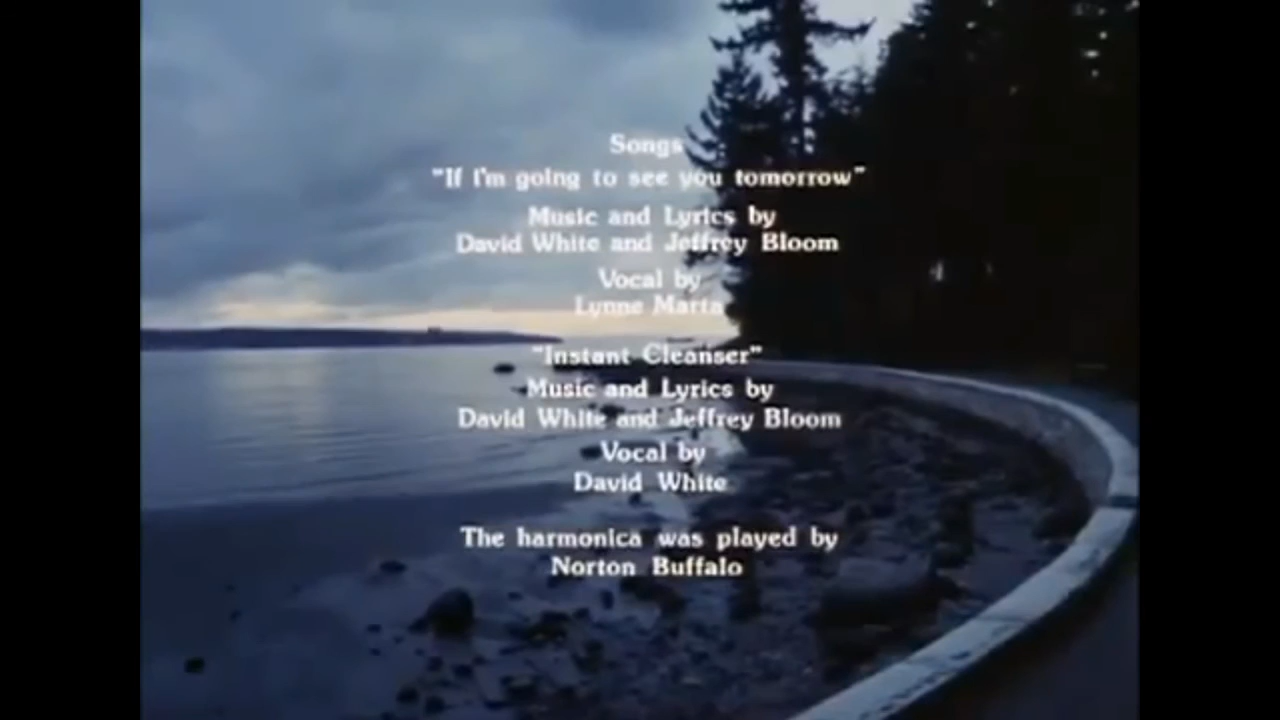 Songs
"If I'm going to see you tomorrow"
Music and Lyrics by
David White and Jeffrey Bloom
Vocal by
Lynne Marta
"Instant Cleanser"
Music and Lyrics by
David White and Jeffrey Bloom
Vocal by
David White
The harmonica was played by
Norton Buffalo